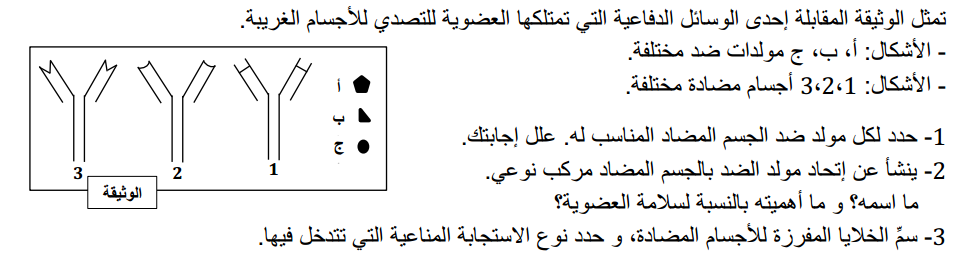 تمثل الوثيقة المقابلة إحدى الوسائل الدفاعية التي تمتلكها العضوية للتصدي للأجسام الغريبة.
- الأشكال: أ، ب، ج مولدات ضد مختلفة.
- الأشكال: 3،2،1 أجسام مضادة مختلفة.
أ
ب
ج
1
2
3
الوثيقة
1- حدد لكل مولد ضد الجسم المضاد المناسب له. علل إجابتك.
2- ينشأ عن إتحاد مولد الضد بالجسم المضاد مركب نوعي.
ما اسمه؟ و ما أهميته بالنسبة لسلامة العضوية؟
3- سمِّ الخلايا المفرزة للأجسام المضادة، و حدد نوع الاستجابة المناعية التي تتدخل فيها.